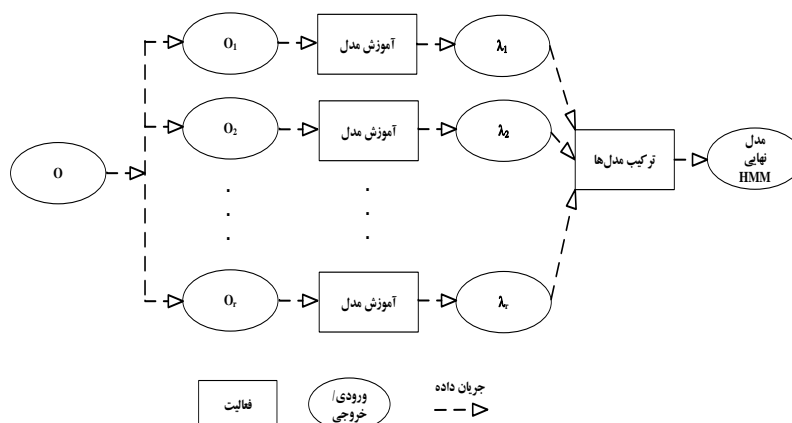 O₁
آموزش مدل
λ₁
O₂
آموزش مدل
λ₂
O
ترکیب مدل‌ها
مدل
نهایی
HMM
Oᵣ
آموزش مدل
λᵣ
فعالیت
ورودی/
خروجی
جریان داده